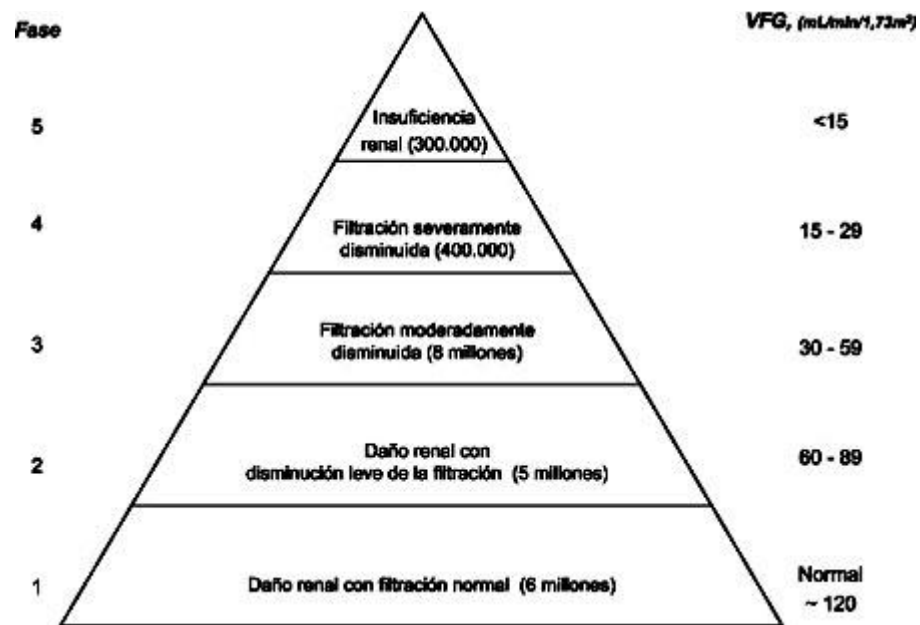 Fase
VFG, (mL/min/1,73m²)
5
Insuficiencia
renal (300.000)
<15
4
Filtración severamente
disminuida (400.000)
15 - 29
3
Filtración moderadamente
disminuida (8 millones)
30 - 59
2
Daño renal con
disminución leve de la filtración (5 millones)
60 - 89
1
Daño renal con filtración normal (6 millones)
Normal
~ 120